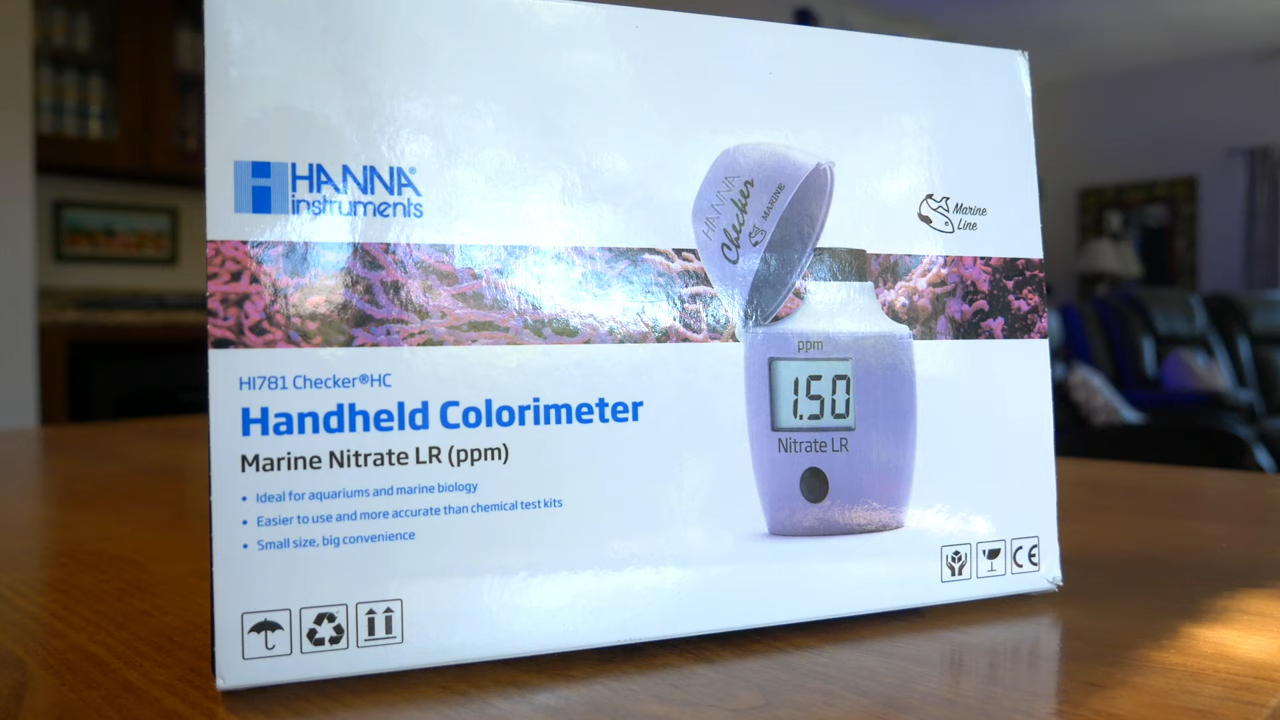 HANNA®
instruments
HANNA
Checker
MARINE
Marine
Line
ppm
1.50
Nitrate LR
HI781 Checker®HC
Handheld Colorimeter
Marine Nitrate LR (ppm)
• Ideal for aquariums and marine biology
• Easier to use and more accurate than chemical test kits
• Small size, big convenience
CE